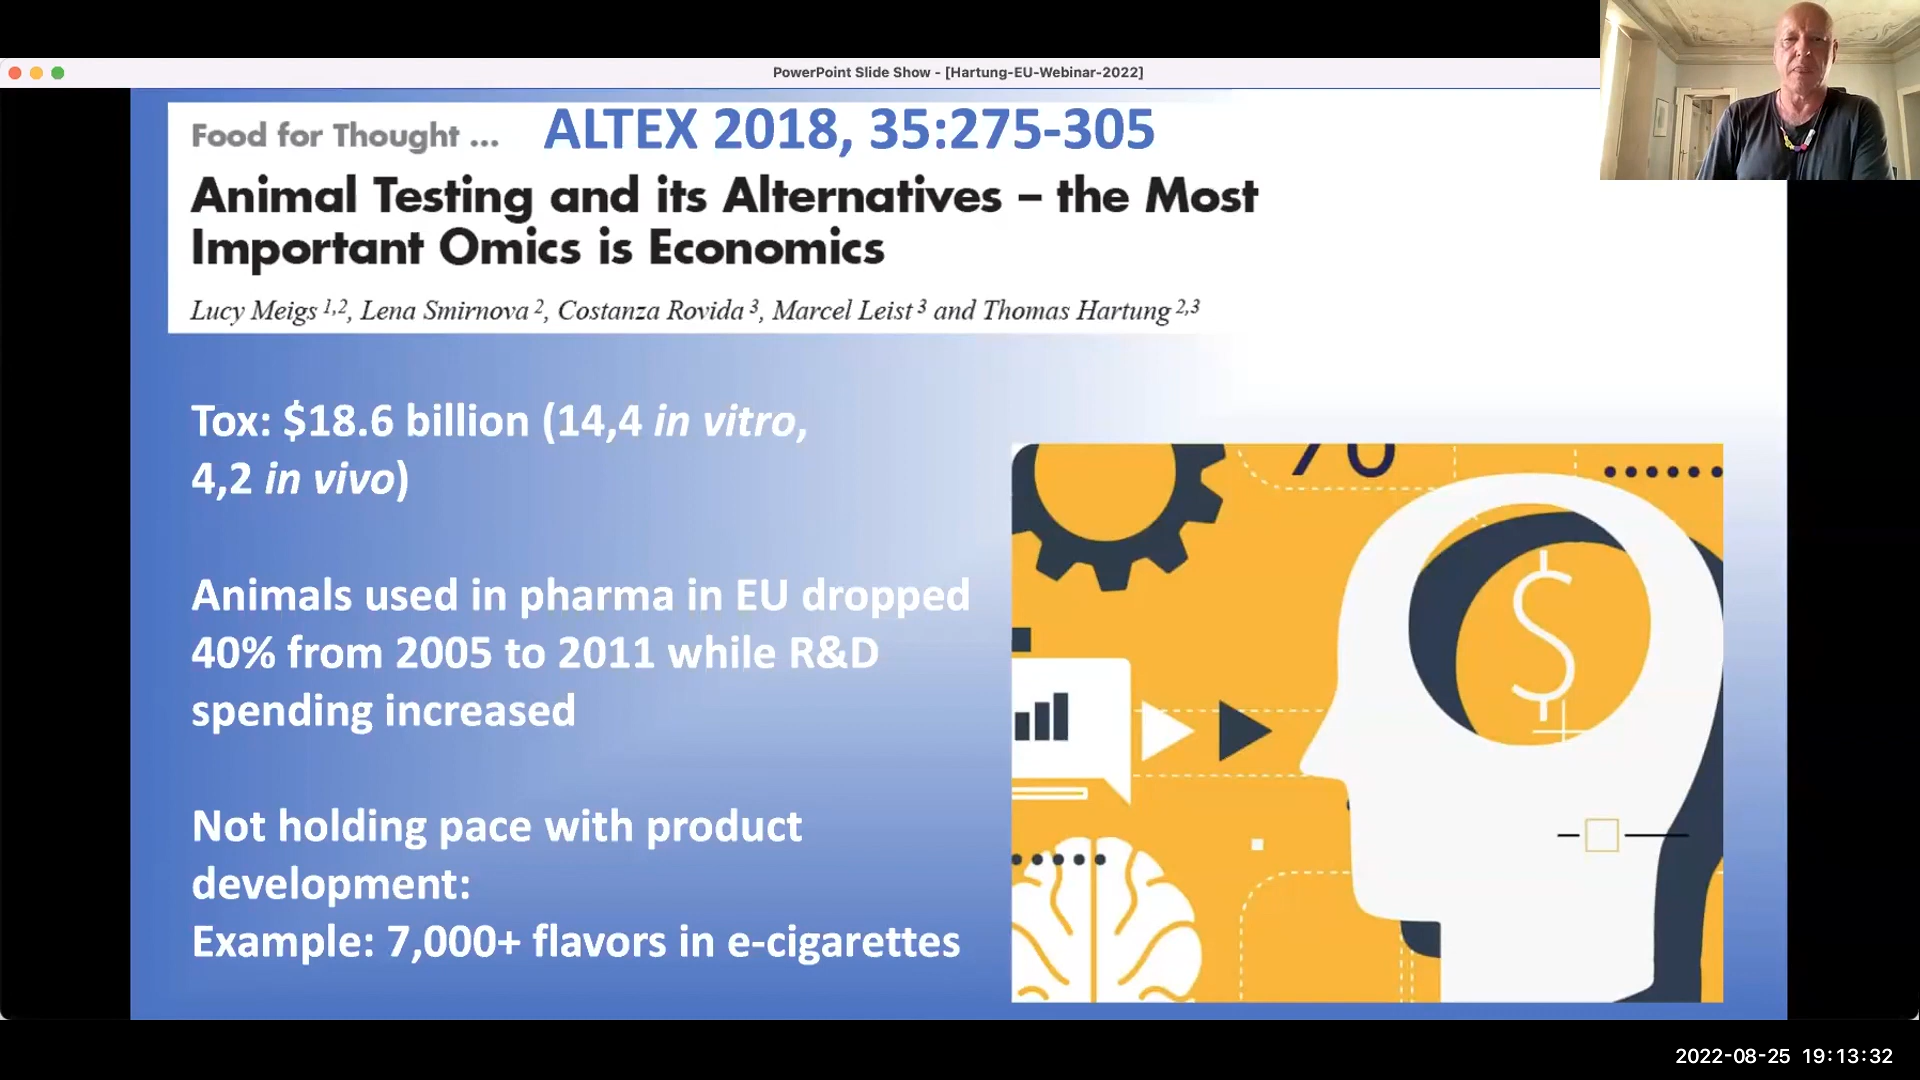 PowerPoint Slide Show - [Hartung-EU-Webinar-2022]
Food for Thought ... ALTEX 2018, 35:275-305
Animal Testing and its Alternatives – the Most
Important Omics is Economics
Lucy Meigs 1,2, Lena Smirnova 2, Costanza Rovida 3, Marcel Leist 3 and Thomas Hartung 2,3
Tox: $18.6 billion (14,4 in vitro,
4,2 in vivo)
Animals used in pharma in EU dropped
40% from 2005 to 2011 while R&D
spending increased
Not holding pace with product
development:
Example: 7,000+ flavors in e-cigarettes
$
2022-08-25 19:13:32